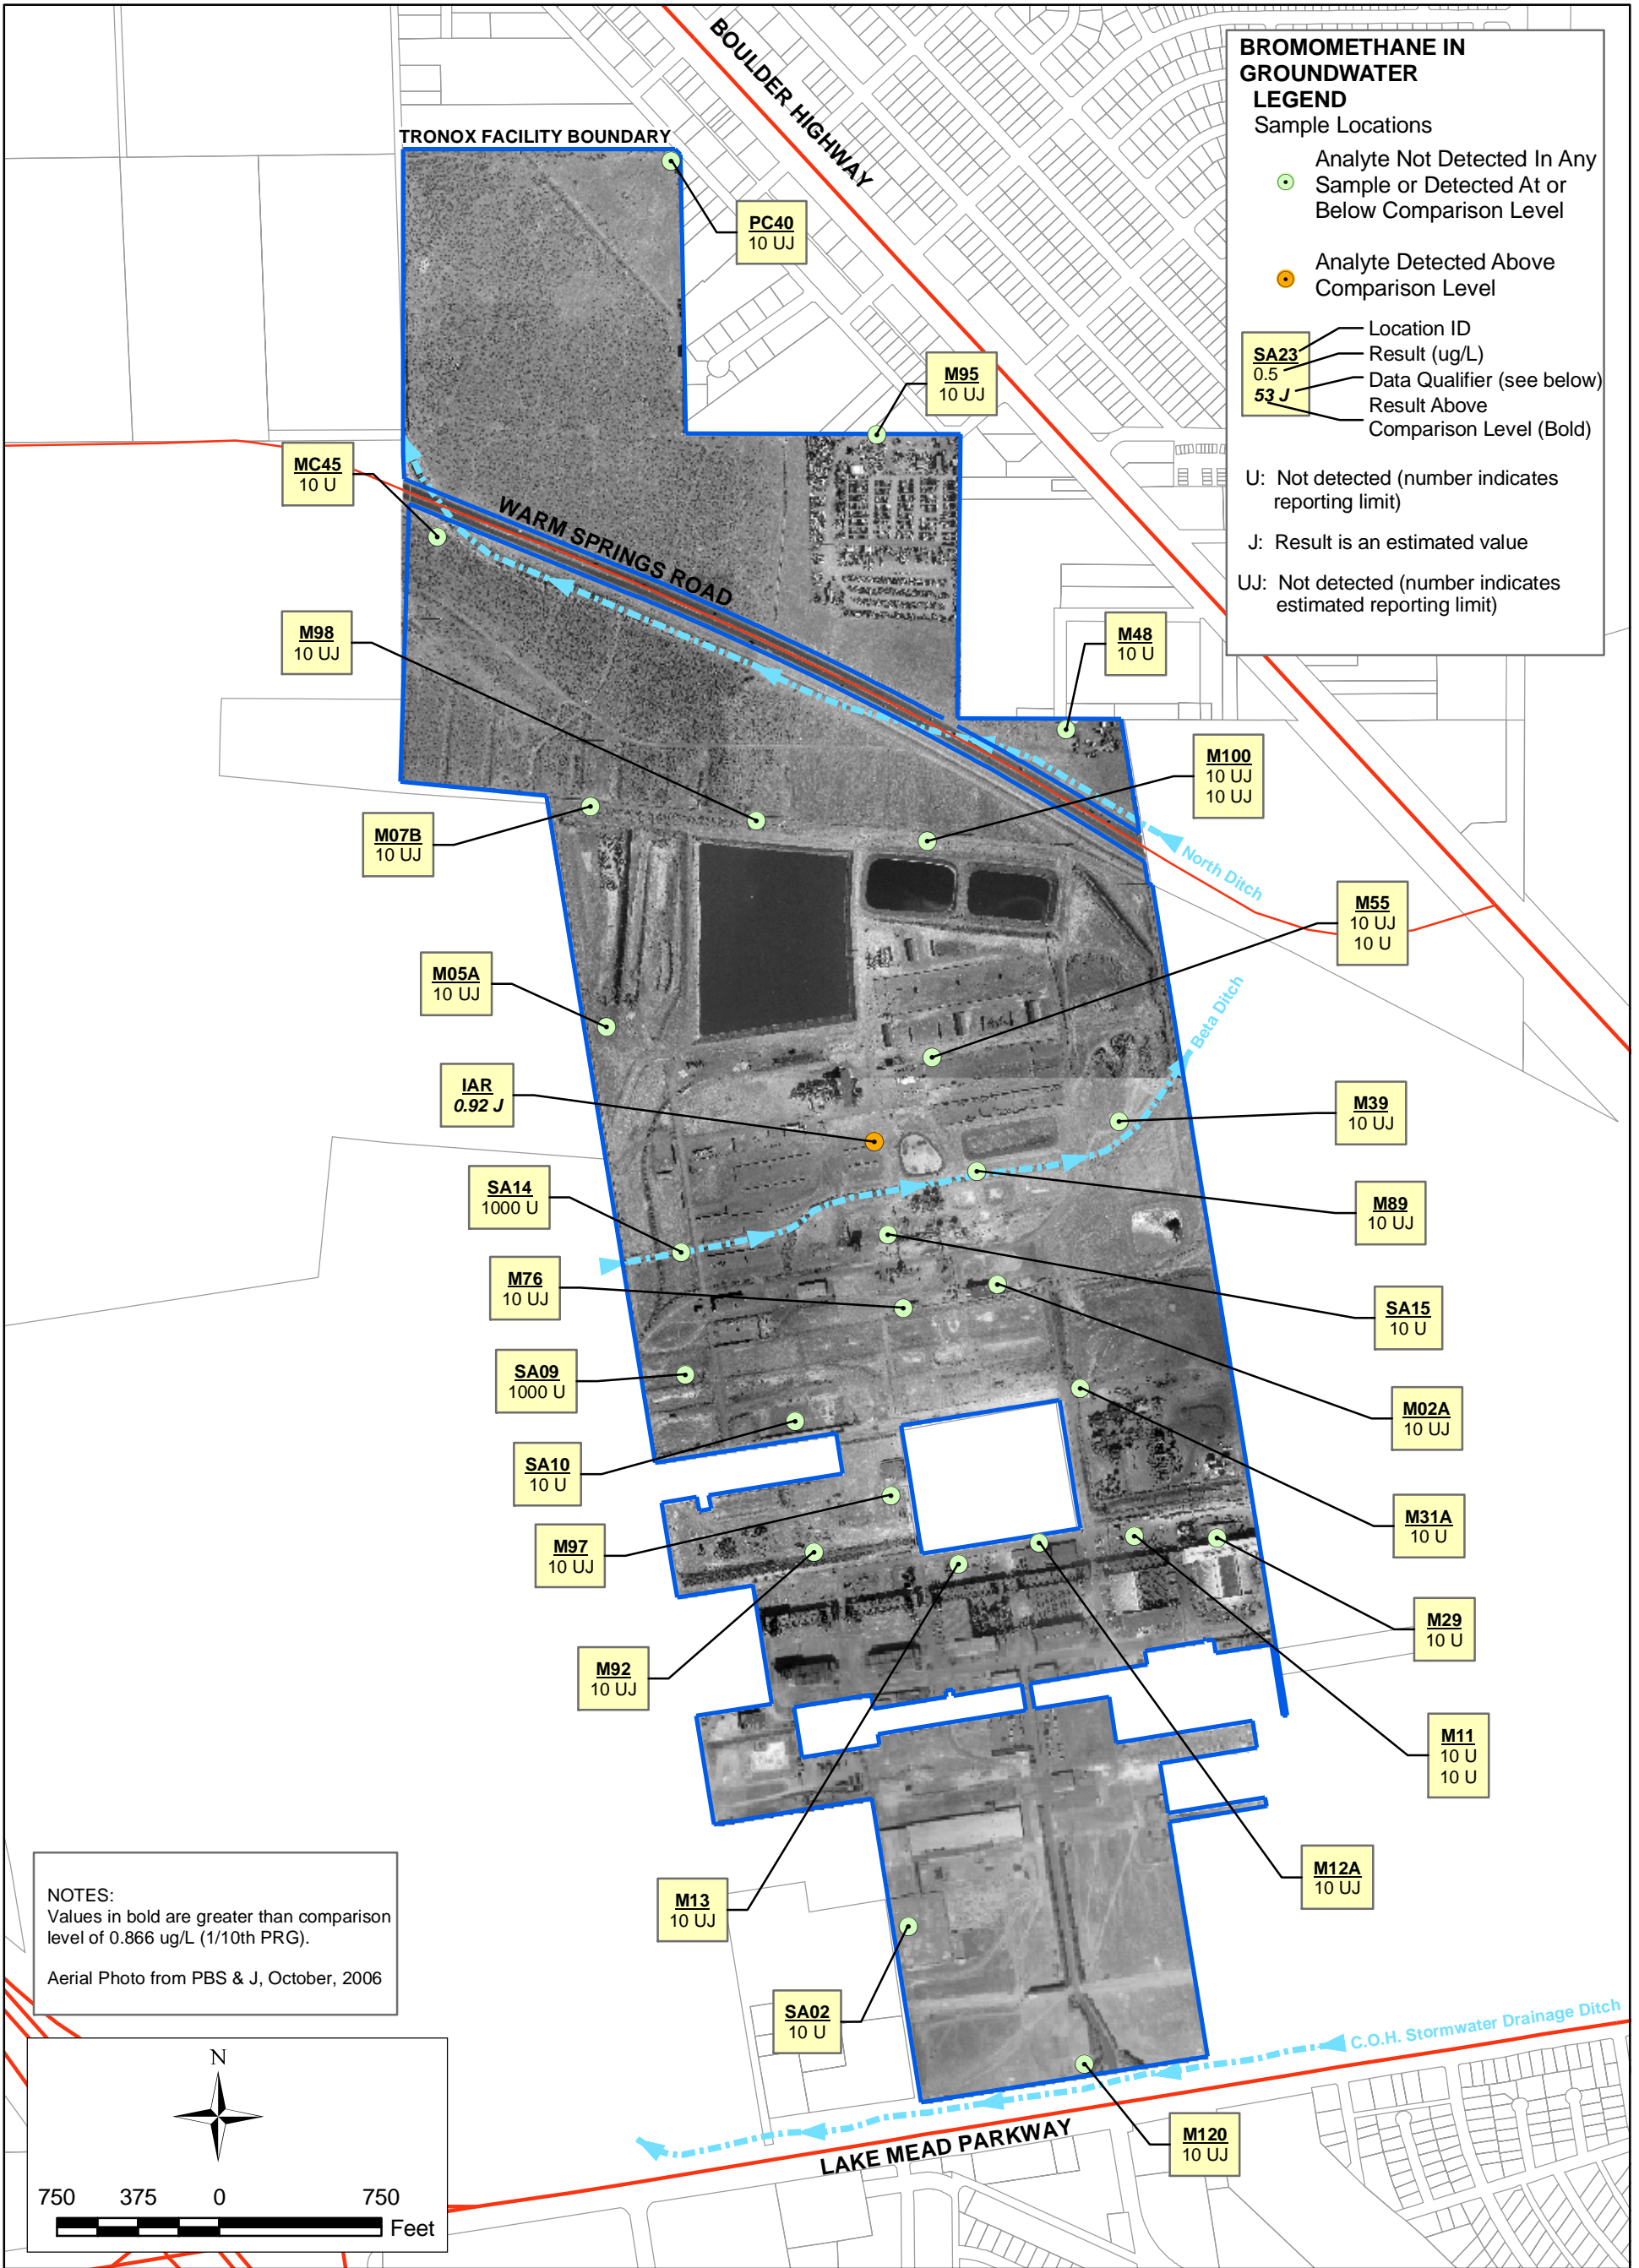 BOULDER HIGHWAY
TRONOX FACILITY BOUNDARY
BROMOMETHANE IN
GROUNDWATER
LEGEND
Sample Locations
Analyte Not Detected In Any
Sample or Detected At or
Below Comparison Level
Analyte Detected Above
Comparison Level
SA23
0.5
53 J
Location ID
Result (ug/L)
Data Qualifier (see below)
Result Above
Comparison Level (Bold)
U: Not detected (number indicates
reporting limit)
J: Result is an estimated value
UJ: Not detected (number indicates
estimated reporting limit)
PC40
10 UJ
M95
10 UJ
MC45
10 U
WARM SPRINGS ROAD
M98
10 UJ
M48
10 U
M100
10 UJ
10 UJ
M07B
10 UJ
North Ditch
M55
10 UJ
10 U
M05A
10 UJ
Beta Ditch
IAR
0.92 J
M39
10 UJ
SA14
1000 U
M89
10 UJ
M76
10 UJ
SA15
10 U
SA09
1000 U
M02A
10 UJ
SA10
10 U
M31A
10 U
M97
10 UJ
M29
10 U
M92
10 UJ
M11
10 U
10 U
M12A
10 UJ
M13
10 UJ
NOTES:
Values in bold are greater than comparison
level of 0.866 ug/L (1/10th PRG).
Aerial Photo from PBS & J, October, 2006
SA02
10 U
C.O.H. Stormwater Drainage Ditch
N
LAKE MEAD PARKWAY
M120
10 UJ
750 375 0 750
Feet